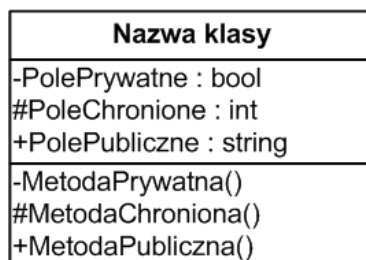 Nazwa klasy
-PolePrywatne : bool
#PoleChronione : int
+PolePubliczne : string
-MetodaPrywatna()
#MetodaChroniona()
+MetodaPubliczna()